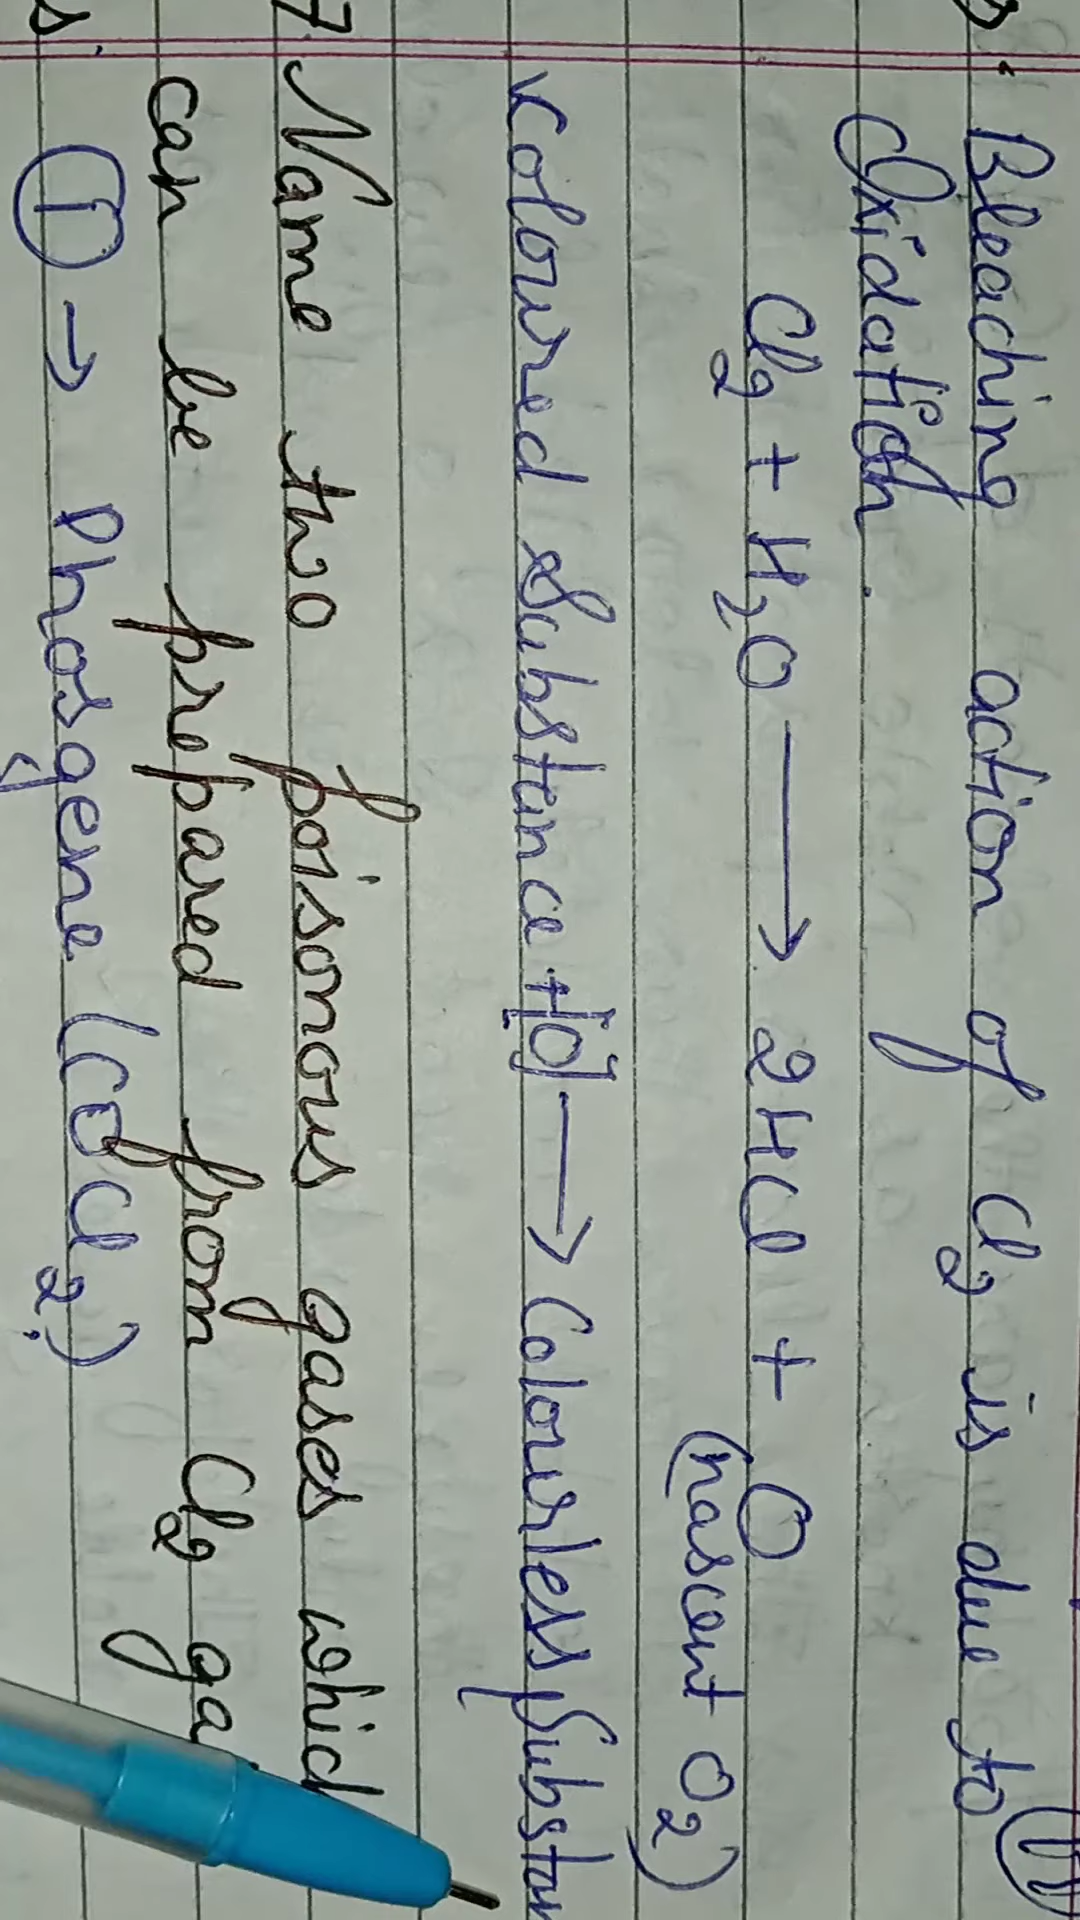 s: Bleaching action of Cl2 is due to
Oxidation.
Cl2 + H2O → 2HCl + O
(nascent O2)
Coloured Substance + [O] → Colourless Substan
7. Name two poisonous gases which
can be prepared from Cl2 ga
s. ① → Phosgene (COCl2)